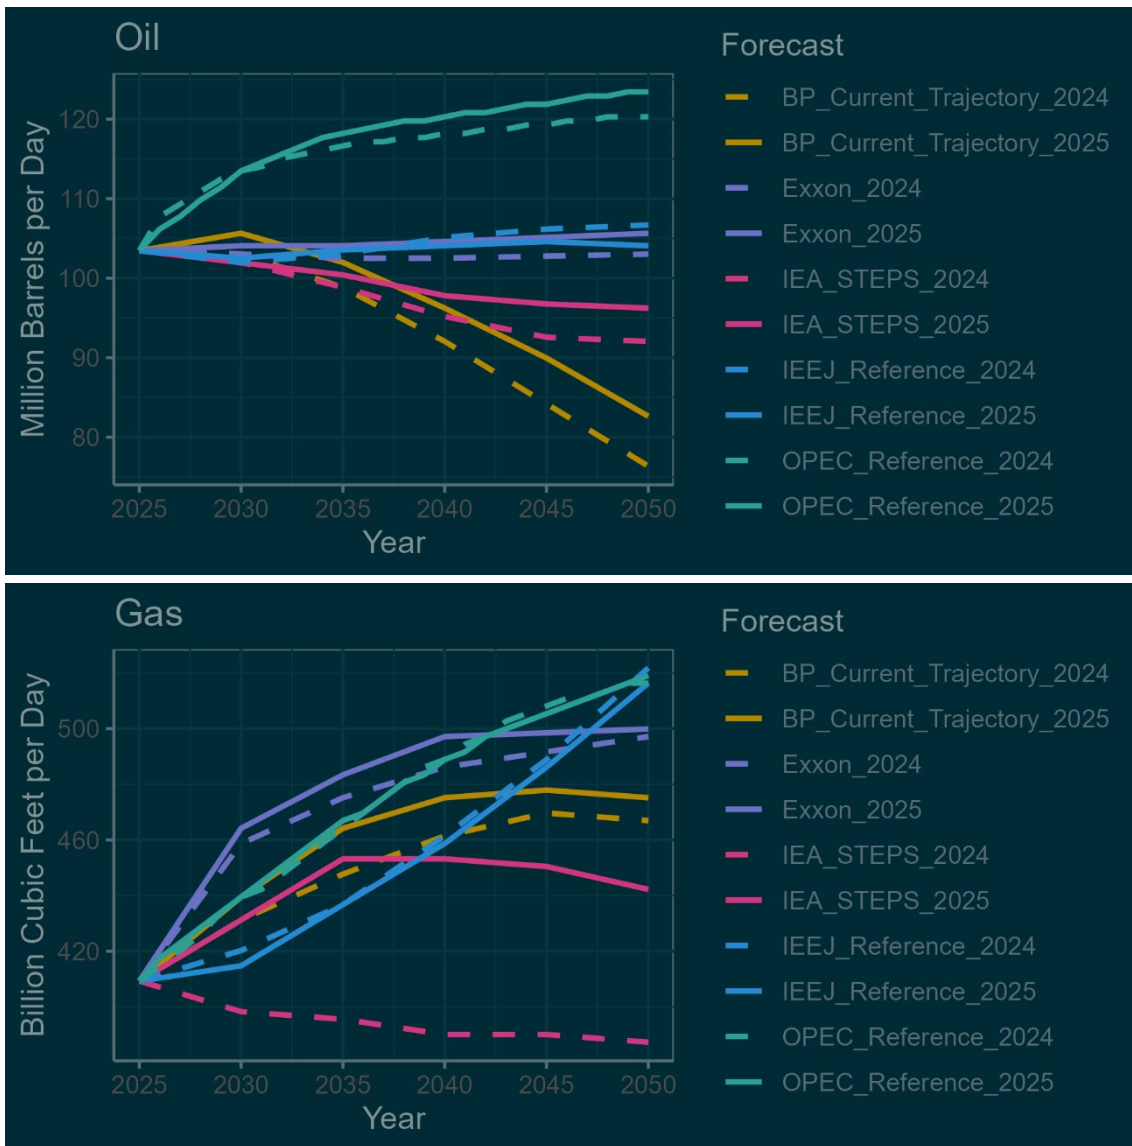 Oil
Million Barrels per Day
120
110
100
90
80
2025 2030 2035 2040 2045 2050
Year
Forecast
BP_Current_Trajectory_2024
BP_Current_Trajectory_2025
Exxon_2024
Exxon_2025
IEA_STEPS_2024
IEA_STEPS_2025
IEEJ_Reference_2024
IEEJ_Reference_2025
OPEC_Reference_2024
OPEC_Reference_2025
Gas
Billion Cubic Feet per Day
500
460
420
2025 2030 2035 2040 2045 2050
Year
Forecast
BP_Current_Trajectory_2024
BP_Current_Trajectory_2025
Exxon_2024
Exxon_2025
IEA_STEPS_2024
IEA_STEPS_2025
IEEJ_Reference_2024
IEEJ_Reference_2025
OPEC_Reference_2024
OPEC_Reference_2025